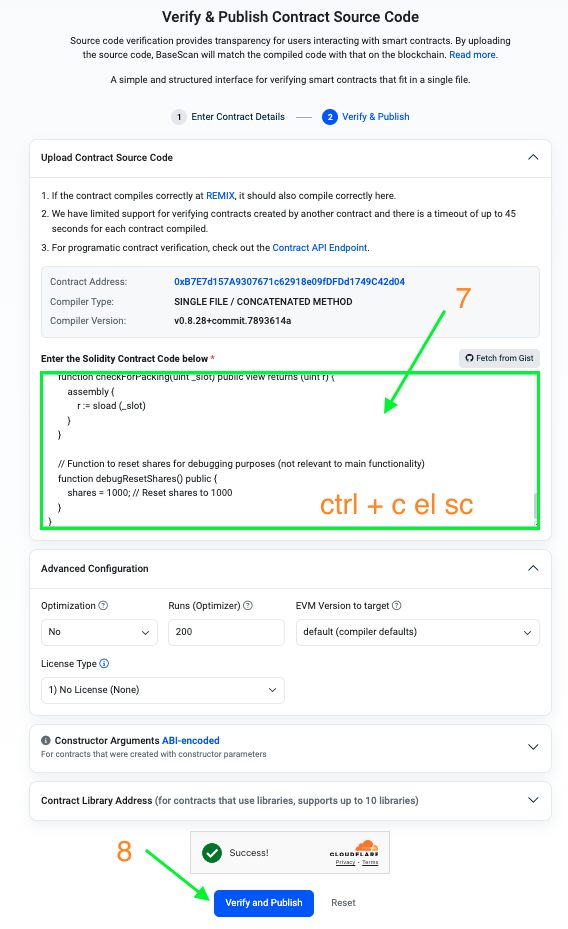 Verify & Publish Contract Source Code
Source code verification provides transparency for users interacting with smart contracts. By uploading
the source code, BaseScan will match the compiled code with that on the blockchain. Read more.
A simple and structured interface for verifying smart contracts that fit in a single file.
1 Enter Contract Details 2 Verify & Publish
Upload Contract Source Code
1. If the contract compiles correctly at REMIX, it should also compile correctly here.
2. We have limited support for verifying contracts created by another contract and there is a timeout of up to 45
seconds for each contract compiled.
3. For programatic contract verification, check out the Contract API Endpoint.
Contract Address: 0xB7E7d157A9307671c62918e09fDFDd1749C42d04
Compiler Type: SINGLE FILE / CONCATENATED METHOD
7
Compiler Version: v0.8.28+commit.7893614a
Enter the Solidity Contract Code below *
Fetch from Gist
function checkForPacking(uint _slot) public view returns (uint r) {
assembly {
r := sload (_slot)
}
}
// Function to reset shares for debugging purposes (not relevant to main functionality)
function debugResetShares() public {
shares = 1000; // Reset shares to 1000
}
}
ctrl + c el sc
Advanced Configuration
Optimization Runs (Optimizer) EVM Version to target
No 200 default (compiler defaults)
License Type
1) No License (None)
Constructor Arguments ABI-encoded
For contracts that were created with constructor parameters
Contract Library Address (for contracts that use libraries, supports up to 10 libraries)
8
Success!
CLOUDFLARE
Privacy • Terms
Verify and Publish Reset